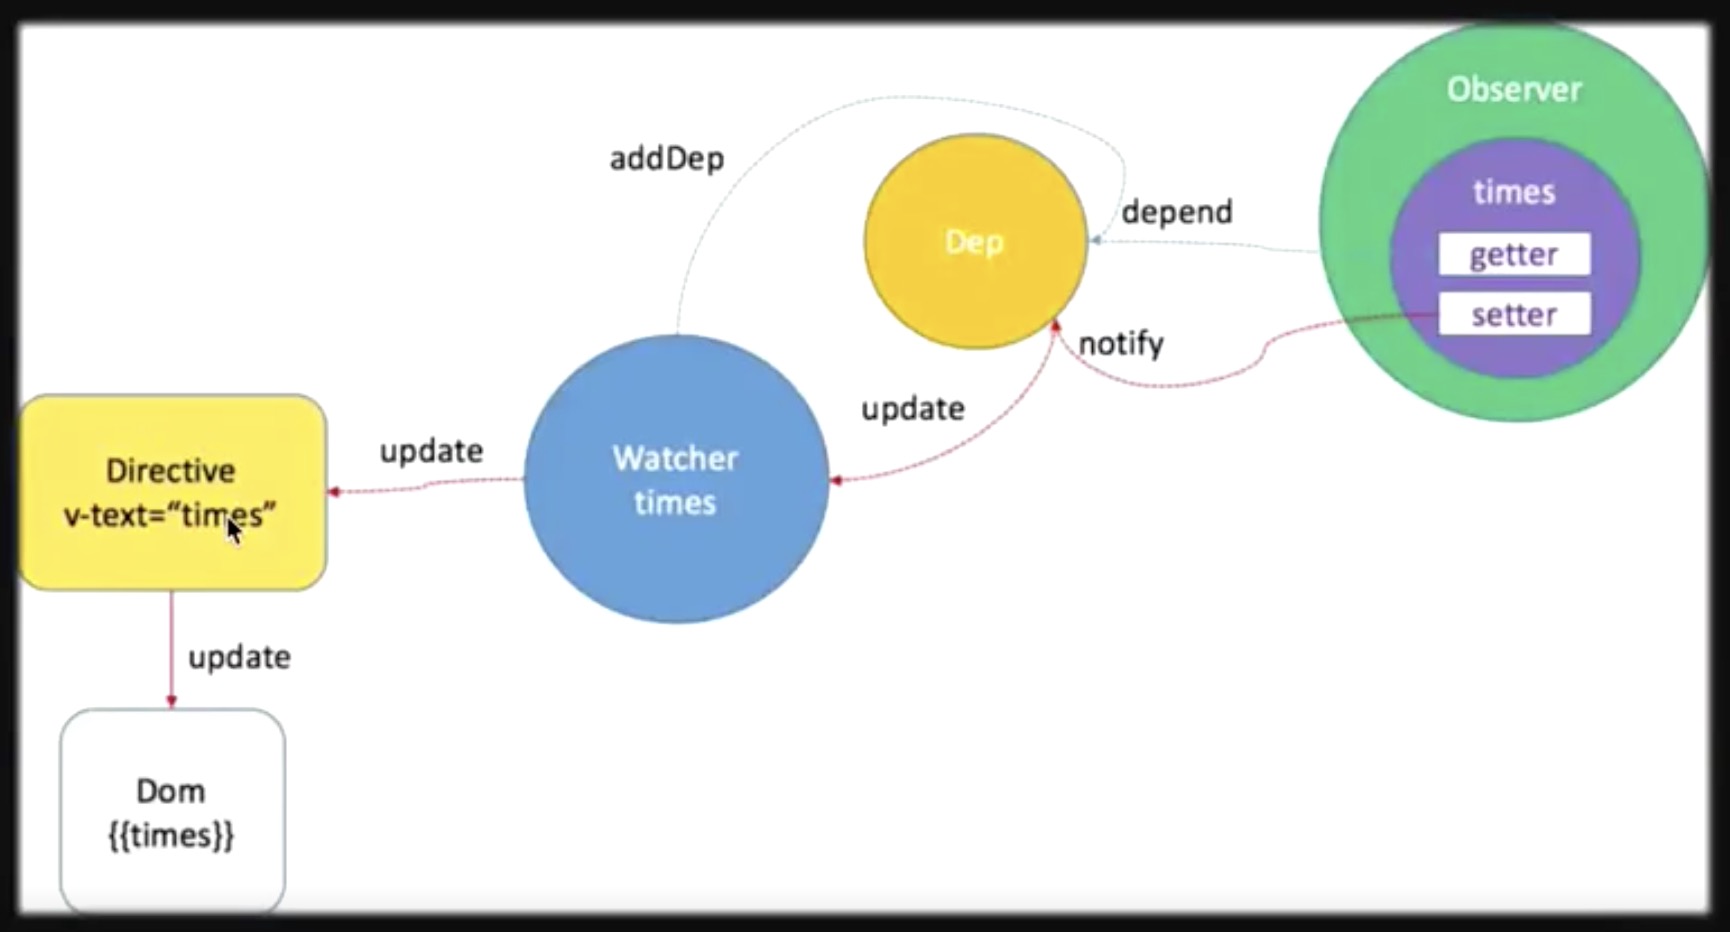 Observer
addDep
times
depend
Dep
getter
setter
notify
update
Watcher
times
update
Directive
v-text=“times”
update
Dom
{{times}}